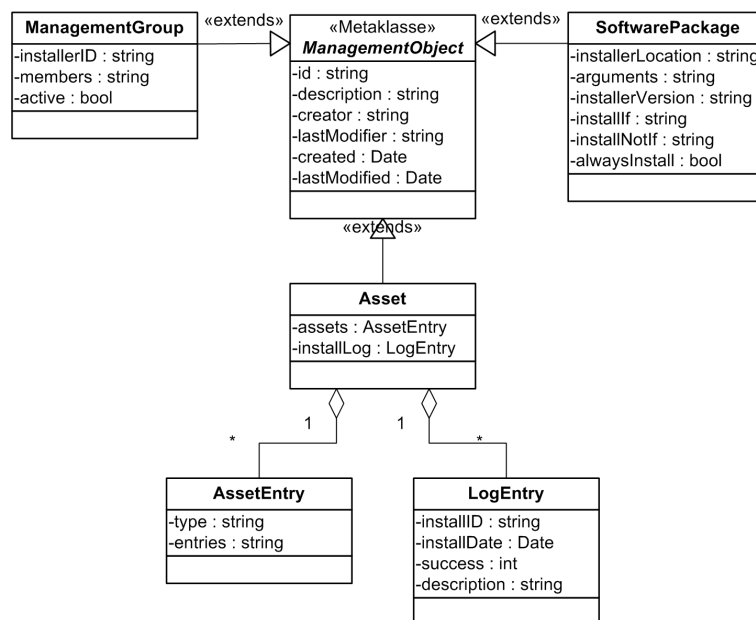 ManagementGroup
-installerID : string
-members : string
-active : bool
«extends»
«Metaklasse»
ManagementObject
-id : string
-description : string
-creator : string
-lastModifier : string
-created : Date
-lastModified : Date
«extends»
SoftwarePackage
-installerLocation : string
-arguments : string
-installerVersion : string
-installIf : string
-installNotIf : string
-alwaysInstall : bool
«extends»
Asset
-assets : AssetEntry
-installLog : LogEntry
1
1
*
*
AssetEntry
-type : string
-entries : string
LogEntry
-installID : string
-installDate : Date
-success : int
-description : string